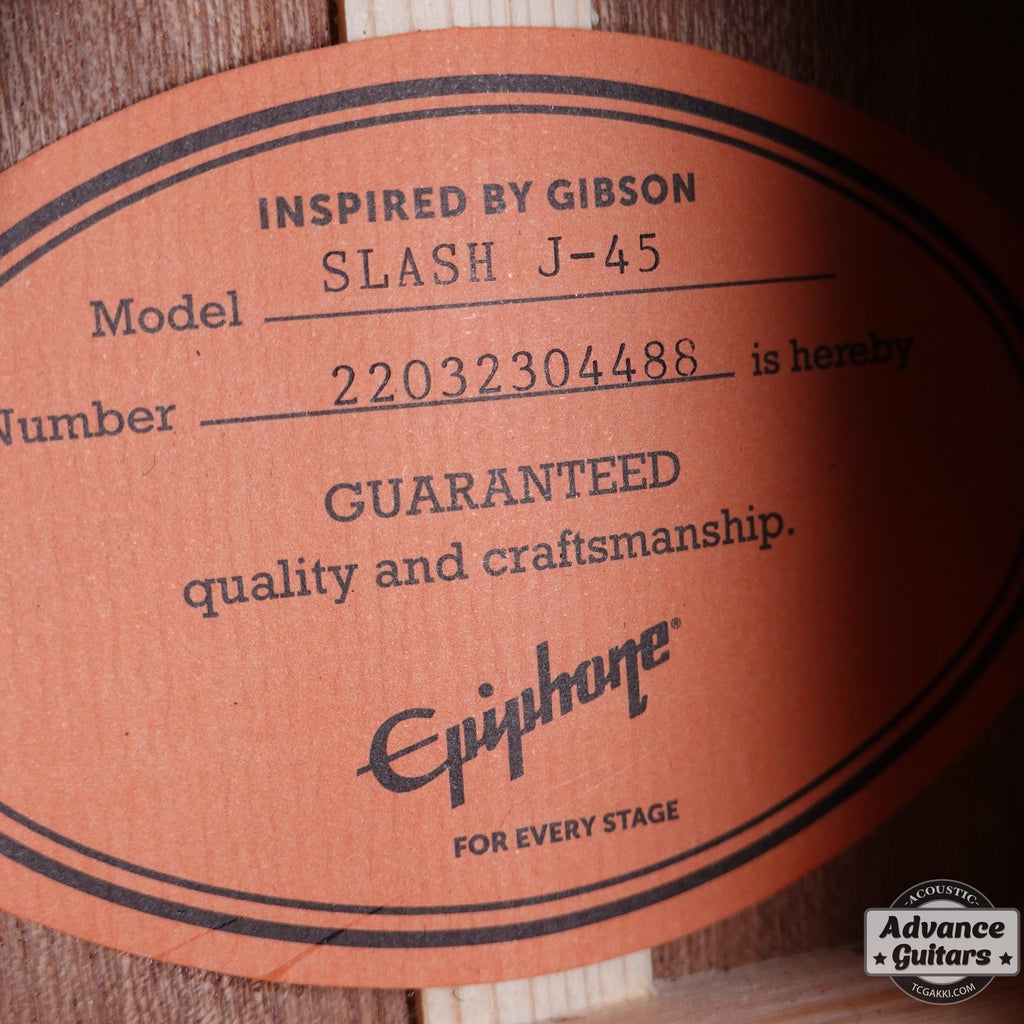 INSPIRED BY GIBSON
Model SLASH J-45
Number 22032304488 is hereby
GUARANTEED
quality and craftsmanship.
Epiphone®
FOR EVERY STAGE
ACOUSTIC
Advance
Guitars
TCGAKKI.COM